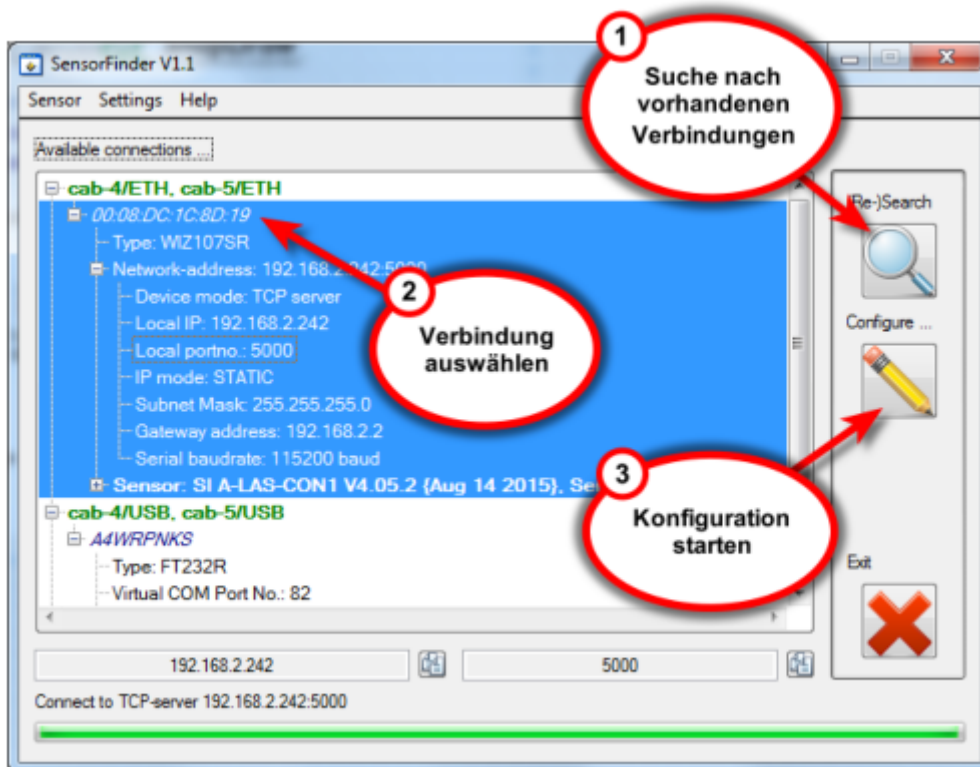 SensorFinder V1.1
Sensor Settings Help
Available connections ...
1
Suche nach
vorhandenen
Verbindungen
cab-4/ETH, cab-5/ETH
00:08:DC:1C:8D:19
Type: WIZ107SR
Network-address: 192.168.2.242:5000
Device mode: TCP server
Local IP: 192.168.2.242
Local portno.: 5000
IP mode: STATIC
Subnet Mask: 255.255.255.0
Gateway address: 192.168.2.2
Serial baudrate: 115200 baud
Sensor: SI A-LAS-CON1 V4.05.2 {Aug 14 2015}, Se
cab-4/USB, cab-5/USB
A4WRPNKS
Type: FT232R
Virtual COM Port No.: 82
2
Verbindung
auswählen
(Re-)Search
Configure ...
3
Konfiguration
starten
Exit
192.168.2.242
5000
Connect to TCP-server 192.168.2.242:5000